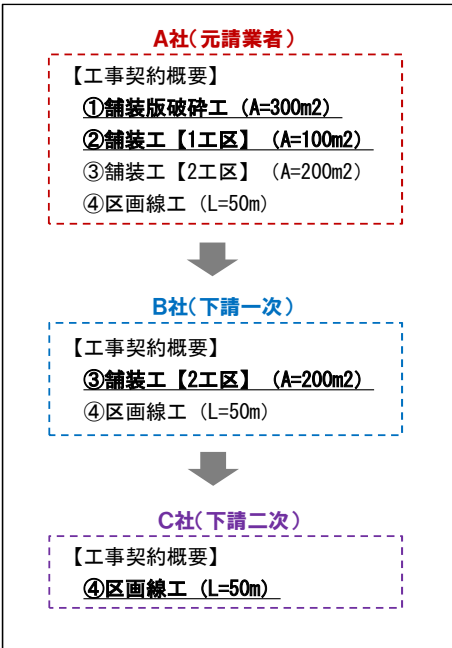 A社(元請業者)
【工事契約概要】
①舗装版破砕工 (A=300m2)
②舗装工【1工区】 (A=100m2)
③舗装工【2工区】 (A=200m2)
④区画線工 (L=50m)
B社(下請一次)
【工事契約概要】
③舗装工【2工区】 (A=200m2)
④区画線工 (L=50m)
C社(下請二次)
【工事契約概要】
④区画線工 (L=50m)